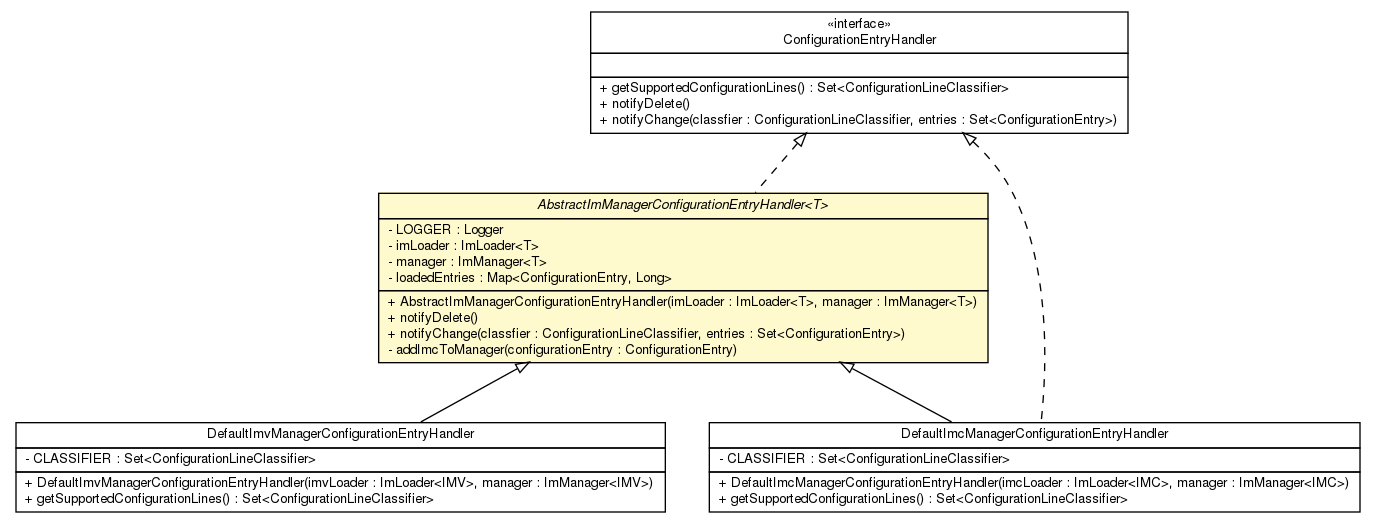 «interface»
ConfigurationEntryHandler
+ getSupportedConfigurationLines() : Set<ConfigurationLineClassifier>
+ notifyDelete()
+ notifyChange(classfier : ConfigurationLineClassifier, entries : Set<ConfigurationEntry>)
AbstractImManagerConfigurationEntryHandler<T>
- LOGGER : Logger
- imLoader : ImLoader<T>
- manager : ImManager<T>
- loadedEntries : Map<ConfigurationEntry, Long>
+ AbstractImManagerConfigurationEntryHandler(imLoader : ImLoader<T>, manager : ImManager<T>)
+ notifyDelete()
+ notifyChange(classfier : ConfigurationLineClassifier, entries : Set<ConfigurationEntry>)
- addImcToManager(configurationEntry : ConfigurationEntry)
DefaultImvManagerConfigurationEntryHandler
- CLASSIFIER : Set<ConfigurationLineClassifier>
+ DefaultImvManagerConfigurationEntryHandler(imvLoader : ImLoader<IMV>, manager : ImManager<IMV>)
+ getSupportedConfigurationLines() : Set<ConfigurationLineClassifier>
DefaultImcManagerConfigurationEntryHandler
- CLASSIFIER : Set<ConfigurationLineClassifier>
+ DefaultImcManagerConfigurationEntryHandler(imcLoader : ImLoader<IMC>, manager : ImManager<IMC>)
+ getSupportedConfigurationLines() : Set<ConfigurationLineClassifier>